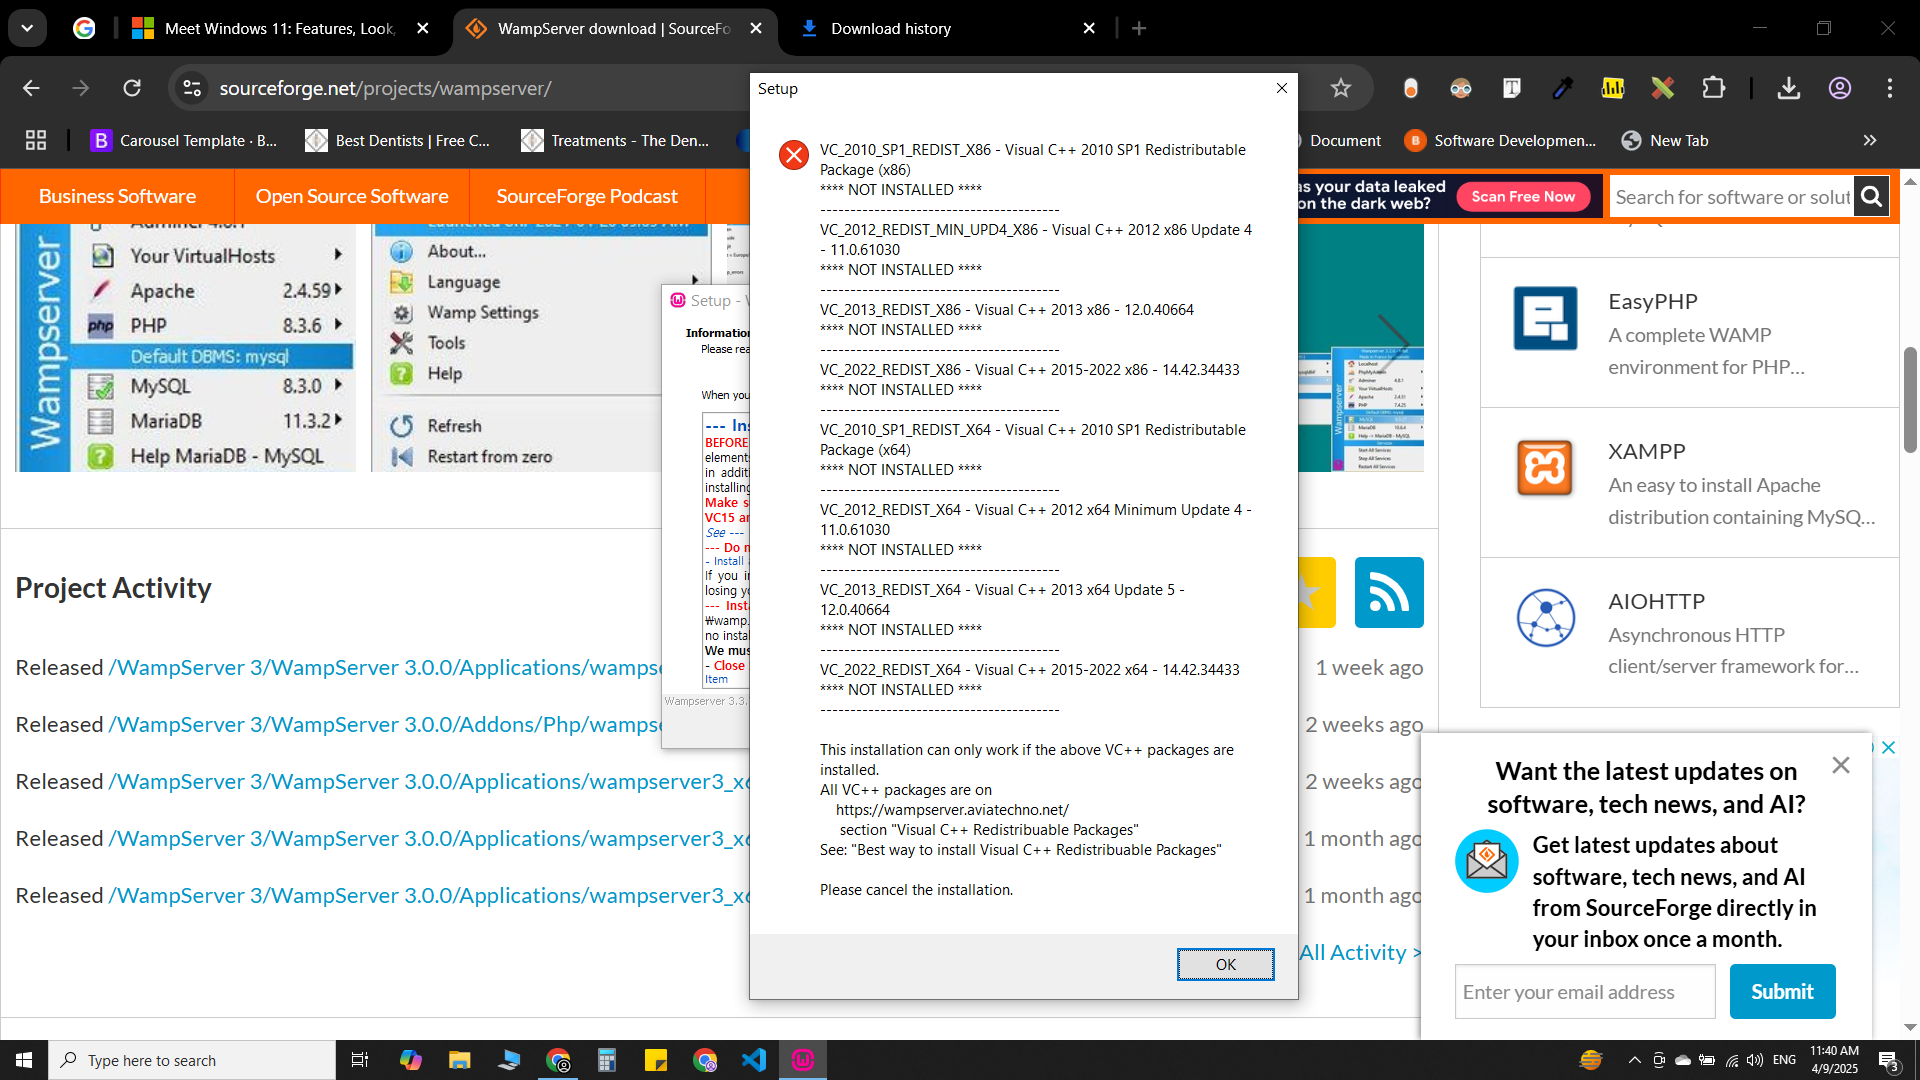 Meet Windows 11: Features, Look,
WampServer download | SourceFo
Download history
sourceforge.net/projects/wampserver/
Carousel Template · B...
Best Dentists | Free C...
Treatments - The Den...
Document
Software Developmen...
New Tab
Business Software
Open Source Software
SourceForge Podcast
as your data leaked
on the dark web?
Scan Free Now
Search for software or solut
Wampserver
Your VirtualHosts
Apache 2.4.59
php PHP 8.3.6
Default DBMS: mysql
MySQL 8.3.0
MariaDB 11.3.2
Help MariaDB - MySQL
About...
Language
Wamp Settings
Tools
Help
Refresh
Restart from zero
Setup - W
Information
Please rea
When you
--- Ins
BEFORE
elements
in additi
installing
Make s
VC15 an
See ---
--- Do n
- Install
If you in
losing yo
--- Insta
₩wamp.
no instal
We mus
- Close
Item
Wampserver 3.3.
Setup
VC_2010_SP1_REDIST_X86 - Visual C++ 2010 SP1 Redistributable
Package (x86)
**** NOT INSTALLED ****
----------------------------------------
VC_2012_REDIST_MIN_UPD4_X86 - Visual C++ 2012 x86 Update 4
- 11.0.61030
**** NOT INSTALLED ****
----------------------------------------
VC_2013_REDIST_X86 - Visual C++ 2013 x86 - 12.0.40664
**** NOT INSTALLED ****
----------------------------------------
VC_2022_REDIST_X86 - Visual C++ 2015-2022 x86 - 14.42.34433
**** NOT INSTALLED ****
----------------------------------------
VC_2010_SP1_REDIST_X64 - Visual C++ 2010 SP1 Redistributable
Package (x64)
**** NOT INSTALLED ****
----------------------------------------
VC_2012_REDIST_X64 - Visual C++ 2012 x64 Minimum Update 4 -
11.0.61030
**** NOT INSTALLED ****
----------------------------------------
VC_2013_REDIST_X64 - Visual C++ 2013 x64 Update 5 -
12.0.40664
**** NOT INSTALLED ****
----------------------------------------
VC_2022_REDIST_X64 - Visual C++ 2015-2022 x64 - 14.42.34433
**** NOT INSTALLED ****
----------------------------------------
This installation can only work if the above VC++ packages are
installed.
All VC++ packages are on
https://wampserver.aviatechno.net/
section "Visual C++ Redistribuable Packages"
See: "Best way to install Visual C++ Redistribuable Packages"
Please cancel the installation.
OK
Project Activity
Released /WampServer 3/WampServer 3.0.0/Applications/wampse
1 week ago
Released /WampServer 3/WampServer 3.0.0/Addons/Php/wampse
2 weeks ago
Released /WampServer 3/WampServer 3.0.0/Applications/wampserver3_x6
2 weeks ago
Released /WampServer 3/WampServer 3.0.0/Applications/wampserver3_x6
1 month ago
Released /WampServer 3/WampServer 3.0.0/Applications/wampserver3_x6
1 month ago
All Activity >
EasyPHP
A complete WAMP
environment for PHP...
XAMPP
An easy to install Apache
distribution containing MySQ...
AIOHTTP
Asynchronous HTTP
client/server framework for...
Want the latest updates on
software, tech news, and AI?
Get latest updates about
software, tech news, and AI
from SourceForge directly in
your inbox once a month.
Enter your email address
Submit
Type here to search
ENG
11:40 AM
4/9/2025
3